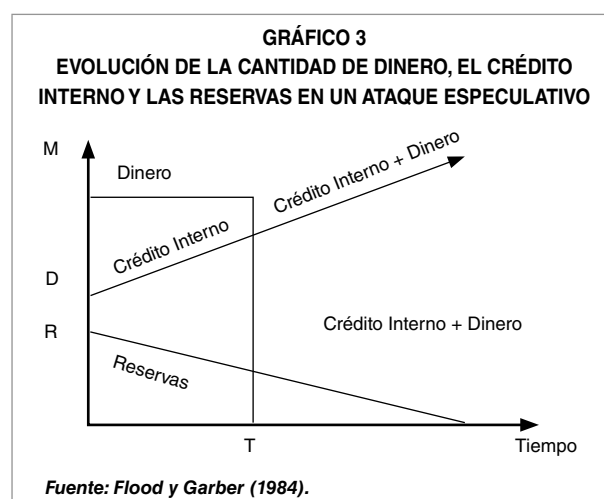 GRÁFICO 3
EVOLUCIÓN DE LA CANTIDAD DE DINERO, EL CRÉDITO
INTERNO Y LAS RESERVAS EN UN ATAQUE ESPECULATIVO
M
Dinero
Crédito Interno + Dinero
Crédito Interno
D
R
Crédito Interno + Dinero
Reservas
T
Tiempo
Fuente: Flood y Garber (1984).